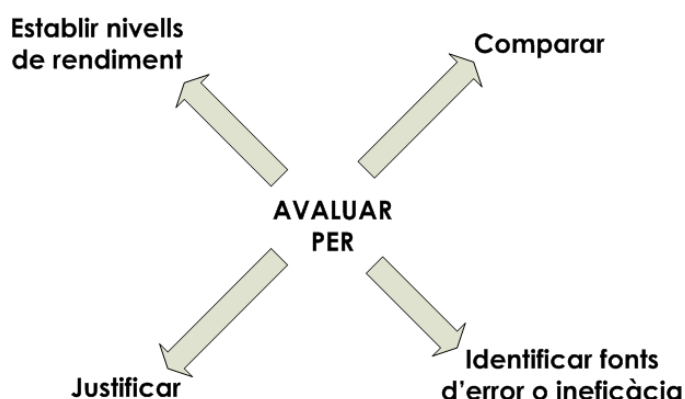 Establir nivells
de rendiment
Comparar
AVALUAR
PER
Justificar
Identificar fonts
d'error o ineficàcia